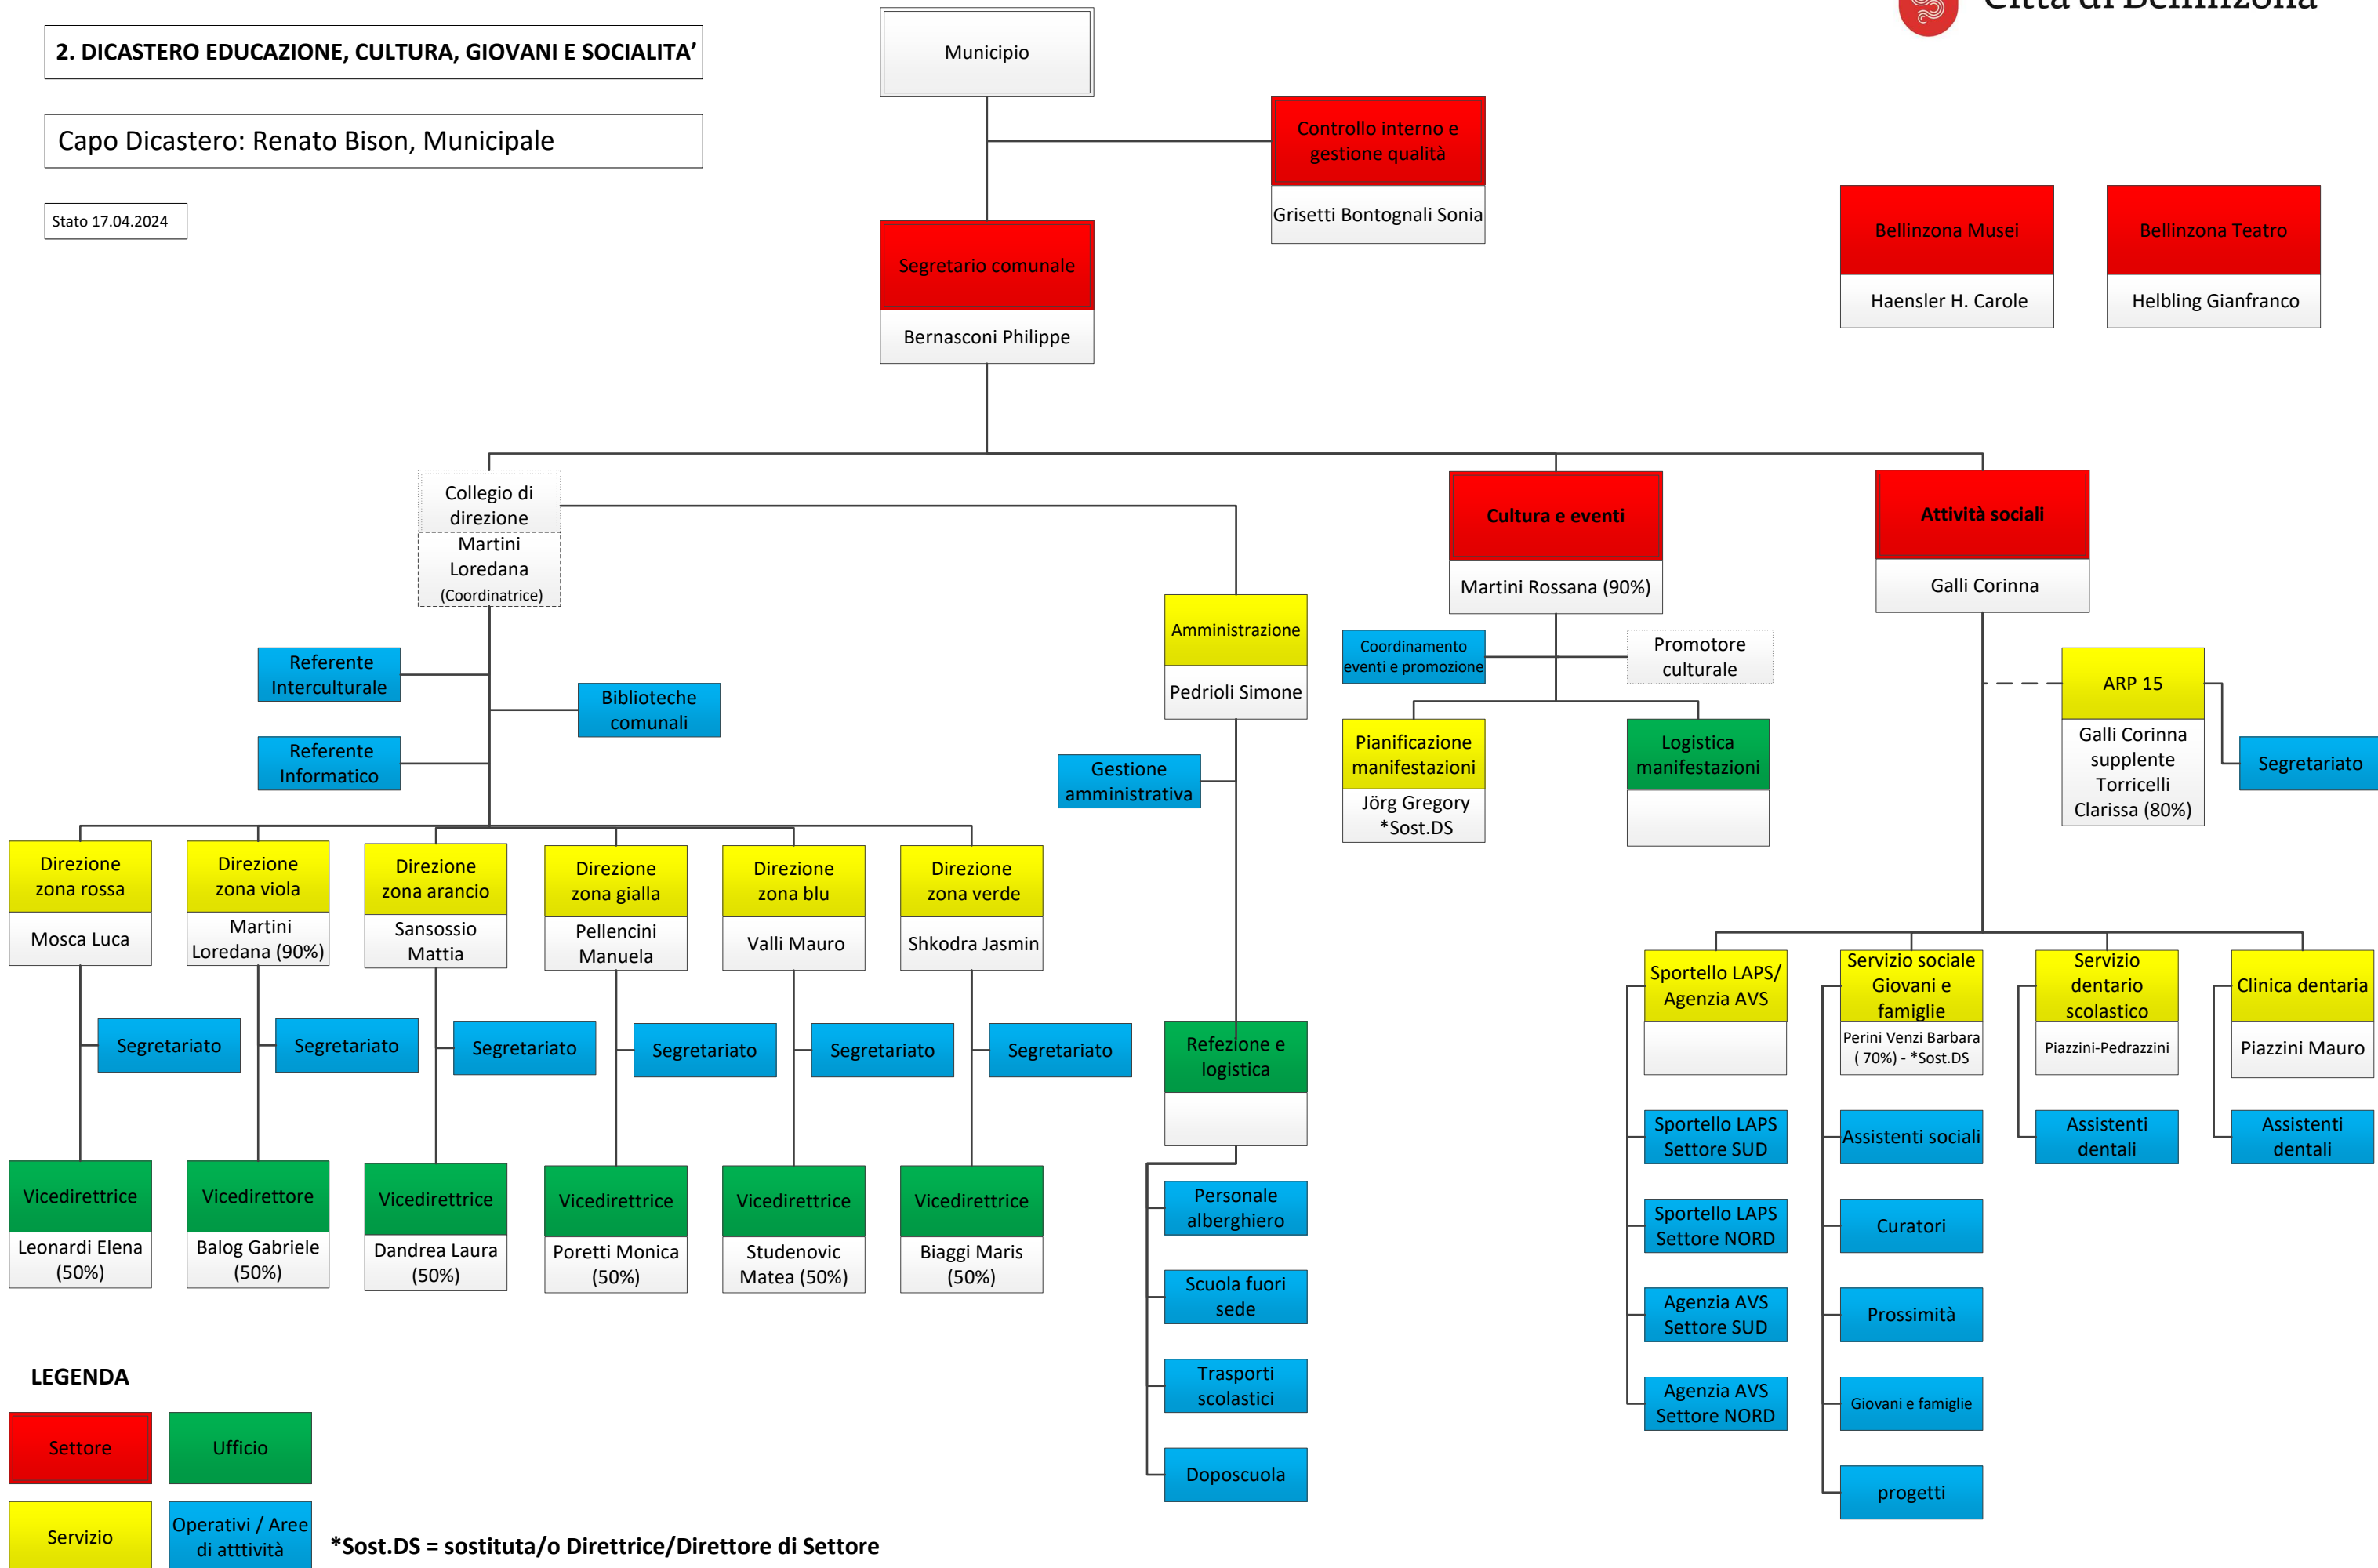 Città di Bellinzona
2. DICASTERO EDUCAZIONE, CULTURA, GIOVANI E SOCIALITA’
Capo Dicastero: Renato Bison, Municipale
Stato 17.04.2024
Municipio
Controllo interno e
gestione qualità
Grisetti Bontognali Sonia
Segretario comunale
Bernasconi Philippe
Bellinzona Musei
Haensler H. Carole
Bellinzona Teatro
Helbling Gianfranco
Collegio di
direzione
Martini
Loredana
(Coordinatrice)
Referente
Interculturale
Biblioteche
comunali
Referente
Informatico
Amministrazione
Pedrioli Simone
Gestione
amministrativa
Cultura e eventi
Martini Rossana (90%)
Coordinamento
eventi e promozione
Promotore
culturale
Pianificazione
manifestazioni
Jörg Gregory
*Sost.DS
Logistica
manifestazioni
Attività sociali
Galli Corinna
ARP 15
Galli Corinna
supplente
Torricelli
Clarissa (80%)
Segretariato
Direzione
zona rossa
Mosca Luca
Direzione
zona viola
Martini
Loredana (90%)
Direzione
zona arancio
Sansossio
Mattia
Direzione
zona gialla
Pellencini
Manuela
Direzione
zona blu
Valli Mauro
Direzione
zona verde
Shkodra Jasmin
Segretariato
Segretariato
Segretariato
Segretariato
Segretariato
Segretariato
Vicedirettrice
Leonardi Elena
(50%)
Vicedirettore
Balog Gabriele
(50%)
Vicedirettrice
Dandrea Laura
(50%)
Vicedirettrice
Poretti Monica
(50%)
Vicedirettrice
Studenovic
Matea (50%)
Vicedirettrice
Biaggi Maris
(50%)
Refezione e
logistica
Personale
alberghiero
Scuola fuori
sede
Trasporti
scolastici
Doposcuola
Sportello LAPS/
Agenzia AVS
Sportello LAPS
Settore SUD
Sportello LAPS
Settore NORD
Agenzia AVS
Settore SUD
Agenzia AVS
Settore NORD
Servizio sociale
Giovani e
famiglie
Perini Venzi Barbara
( 70%) - *Sost.DS
Assistenti sociali
Curatori
Prossimità
Giovani e famiglie
progetti
Servizio
dentario
scolastico
Piazzini-Pedrazzini
Assistenti
dentali
Clinica dentaria
Piazzini Mauro
Assistenti
dentali
LEGENDA
Settore
Ufficio
Servizio
Operativi / Aree
di atttività
*Sost.DS = sostituta/o Direttrice/Direttore di Settore